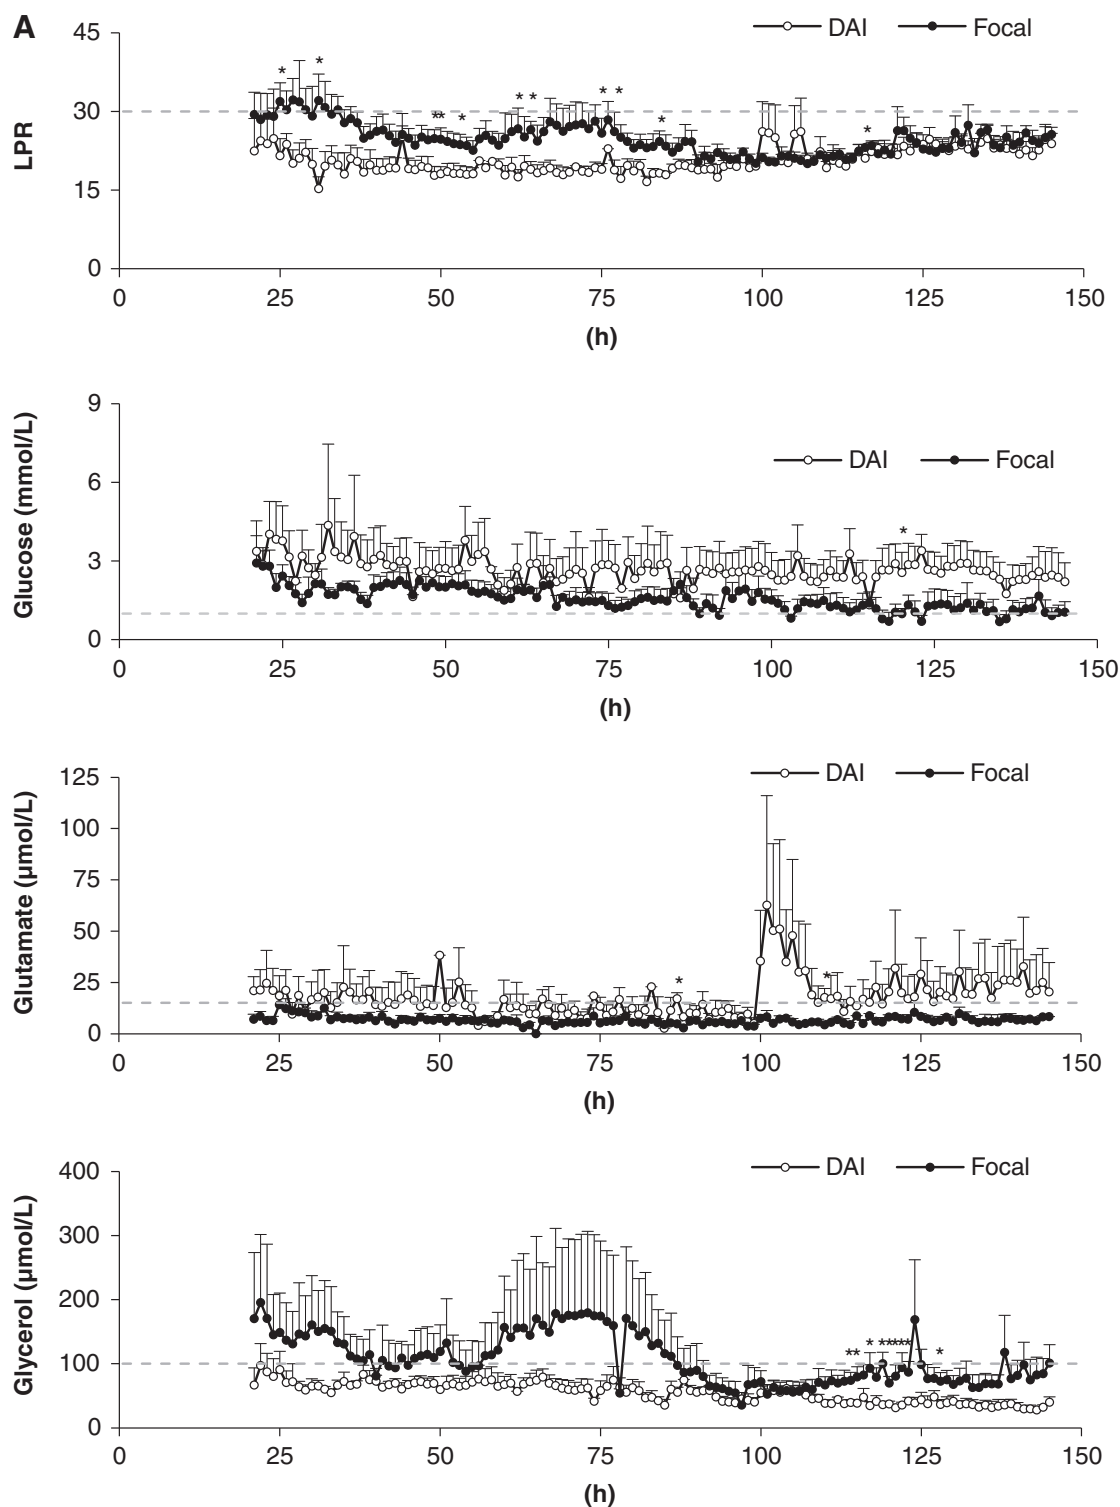 A
45
DAI Focal
* *
30
* * * * **
* * *
LPR
15
0
0 25 50 75 100 125 150
(h)
9
Glucose (mmol/L)
DAI Focal
6
*
3
0
0 25 50 75 100 125 150
(h)
125
DAI Focal
100
Glutamate (µmol/L)
75
50
* *
25
0
0 25 50 75 100 125 150
(h)
400
DAI Focal
Glycerol (µmol/L)
300
200
** * ****** *
100
0
0 25 50 75 100 125 150
(h)